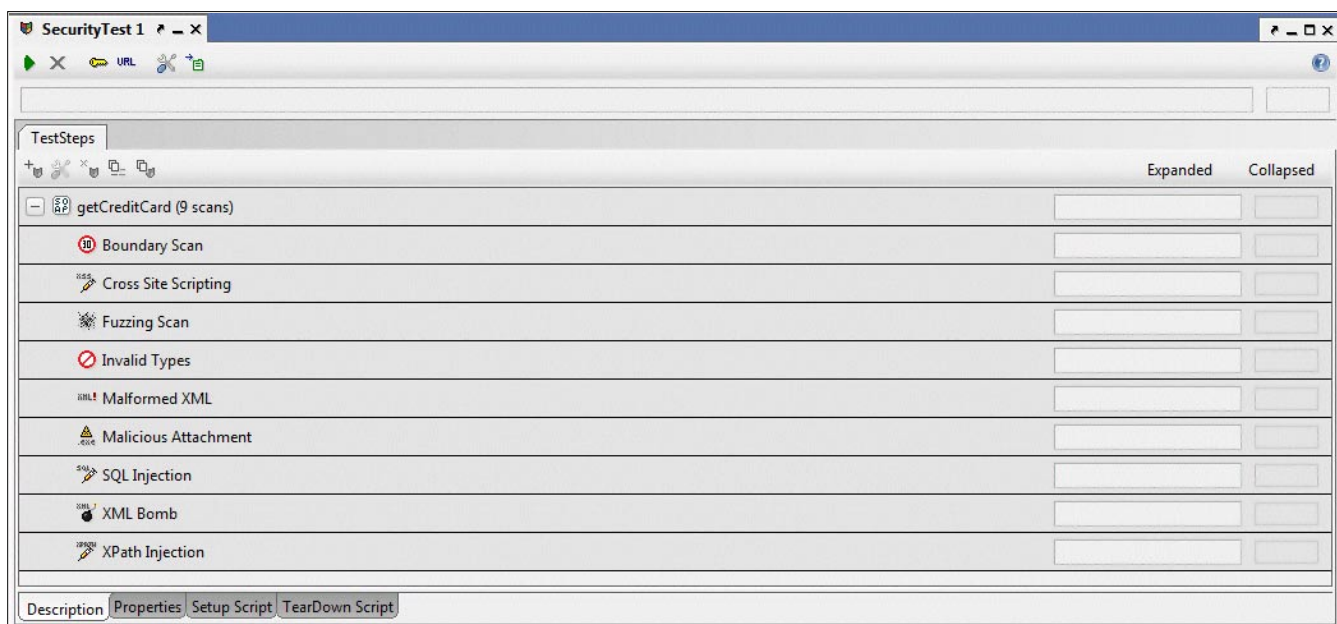 SecurityTest 1
URL
TestSteps
Expanded Collapsed
getCreditCard (9 scans)
Boundary Scan
Cross Site Scripting
Fuzzing Scan
Invalid Types
Malformed XML
Malicious Attachment
SQL Injection
XML Bomb
XPath Injection
Description Properties Setup Script TearDown Script